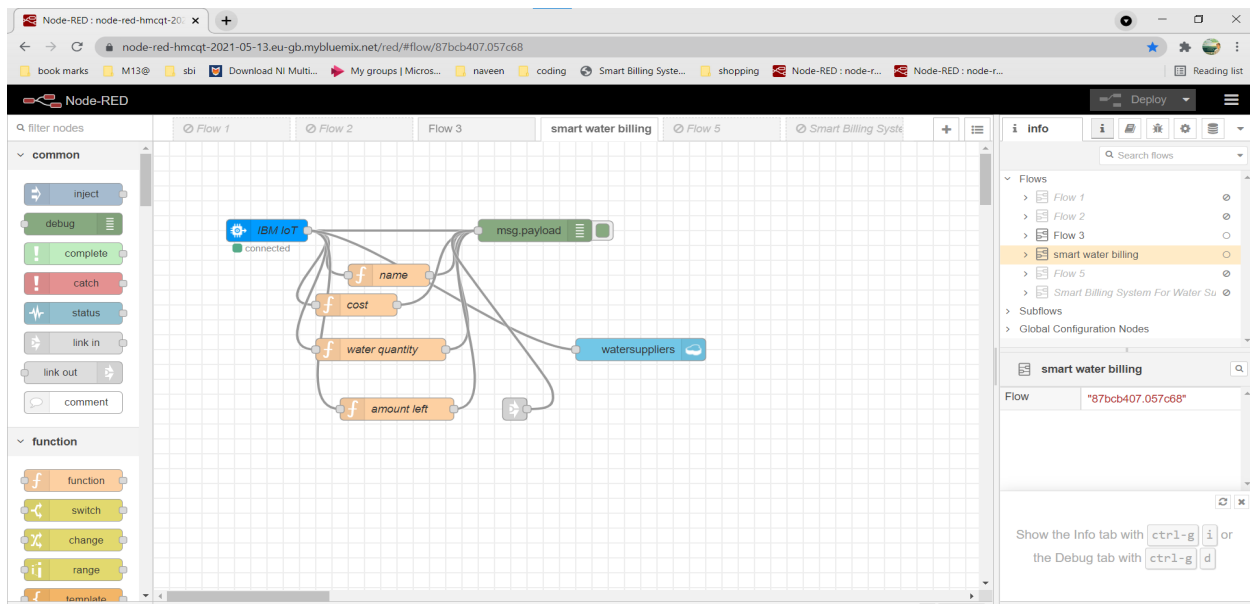 Node-RED : node-red-hmcqt-202
node-red-hmcqt-2021-05-13.eu-gb.mybluemix.net/red/#flow/87bcb407.057c68
book marks M13@ sbi Download NI Multi... My groups | Micros... naveen coding Smart Billing Syste... shopping Node-RED : node-r... Node-RED : node-r... Reading list
Node-RED Deploy
filter nodes
Flow 1 Flow 2 Flow 3 smart water billing Flow 5 Smart Billing Syste
info
Search flows
common
inject
debug
complete
catch
status
link in
link out
comment
function
function
switch
change
range
template
IBM IoT
connected
msg.payload
name
cost
water quantity
watersuppliers
amount left
Flows
Flow 1
Flow 2
Flow 3
smart water billing
Flow 5
Smart Billing System For Water Su
Subflows
Global Configuration Nodes
smart water billing
Flow "87bcb407.057c68"
Show the Info tab with ctrl-g i or
the Debug tab with ctrl-g d